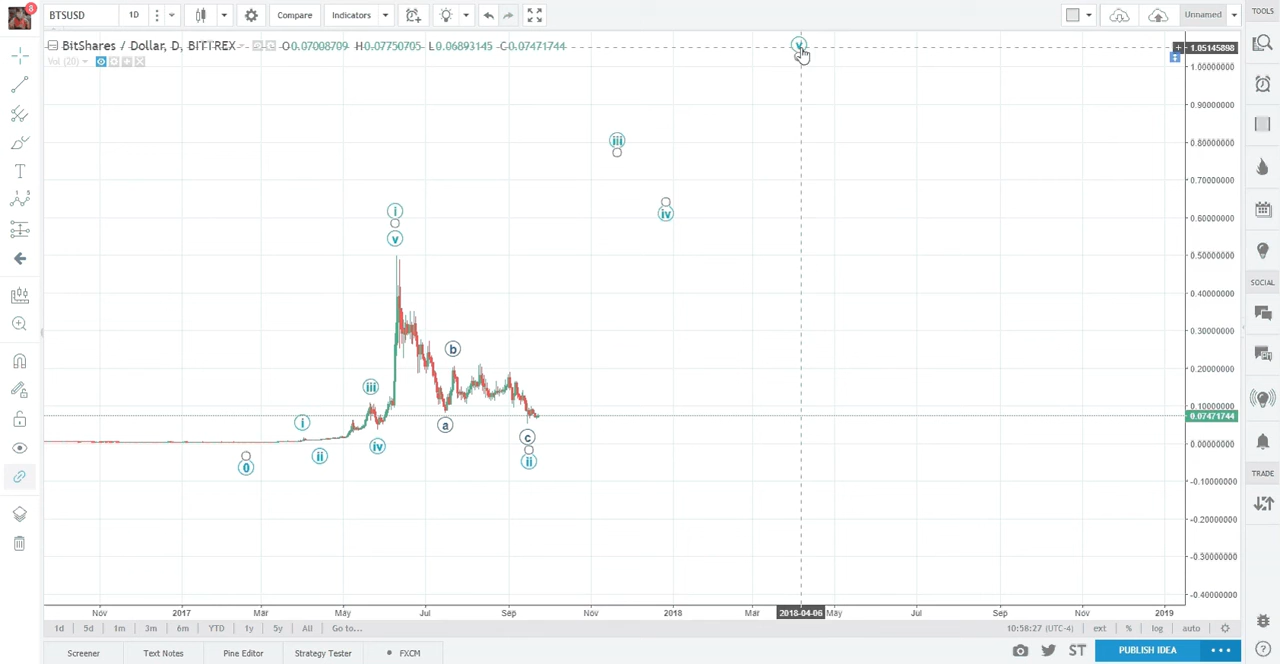 8
BTSUSD 1D Compare Indicators Unnamed TOOLS
BitShares / Dollar, D, BITTREX O0.07008709 H0.07750705 L0.06893145 C0.07471744
Vol (20)
v
1.05145898
1.00000000
0.90000000
iii
0.80000000
0.70000000
i
iv
0.60000000
v
0.50000000
SOCIAL
0.40000000
0.30000000
b
0.20000000
iii
0.10000000
0.07471744
i
a
c
iv
0.00000000
ii
ii
0
TRADE
-0.10000000
-0.20000000
-0.30000000
-0.40000000
Nov 2017 Mar May Jul Sep Nov 2018 Mar 2018-04-06 May Jul Sep Nov 2019
1d 5d 1m 3m 6m YTD 1y 5y All Go to... 10:58:27 (UTC-4) ext % log auto
Screener Text Notes Pine Editor Strategy Tester FXCM ST PUBLISH IDEA